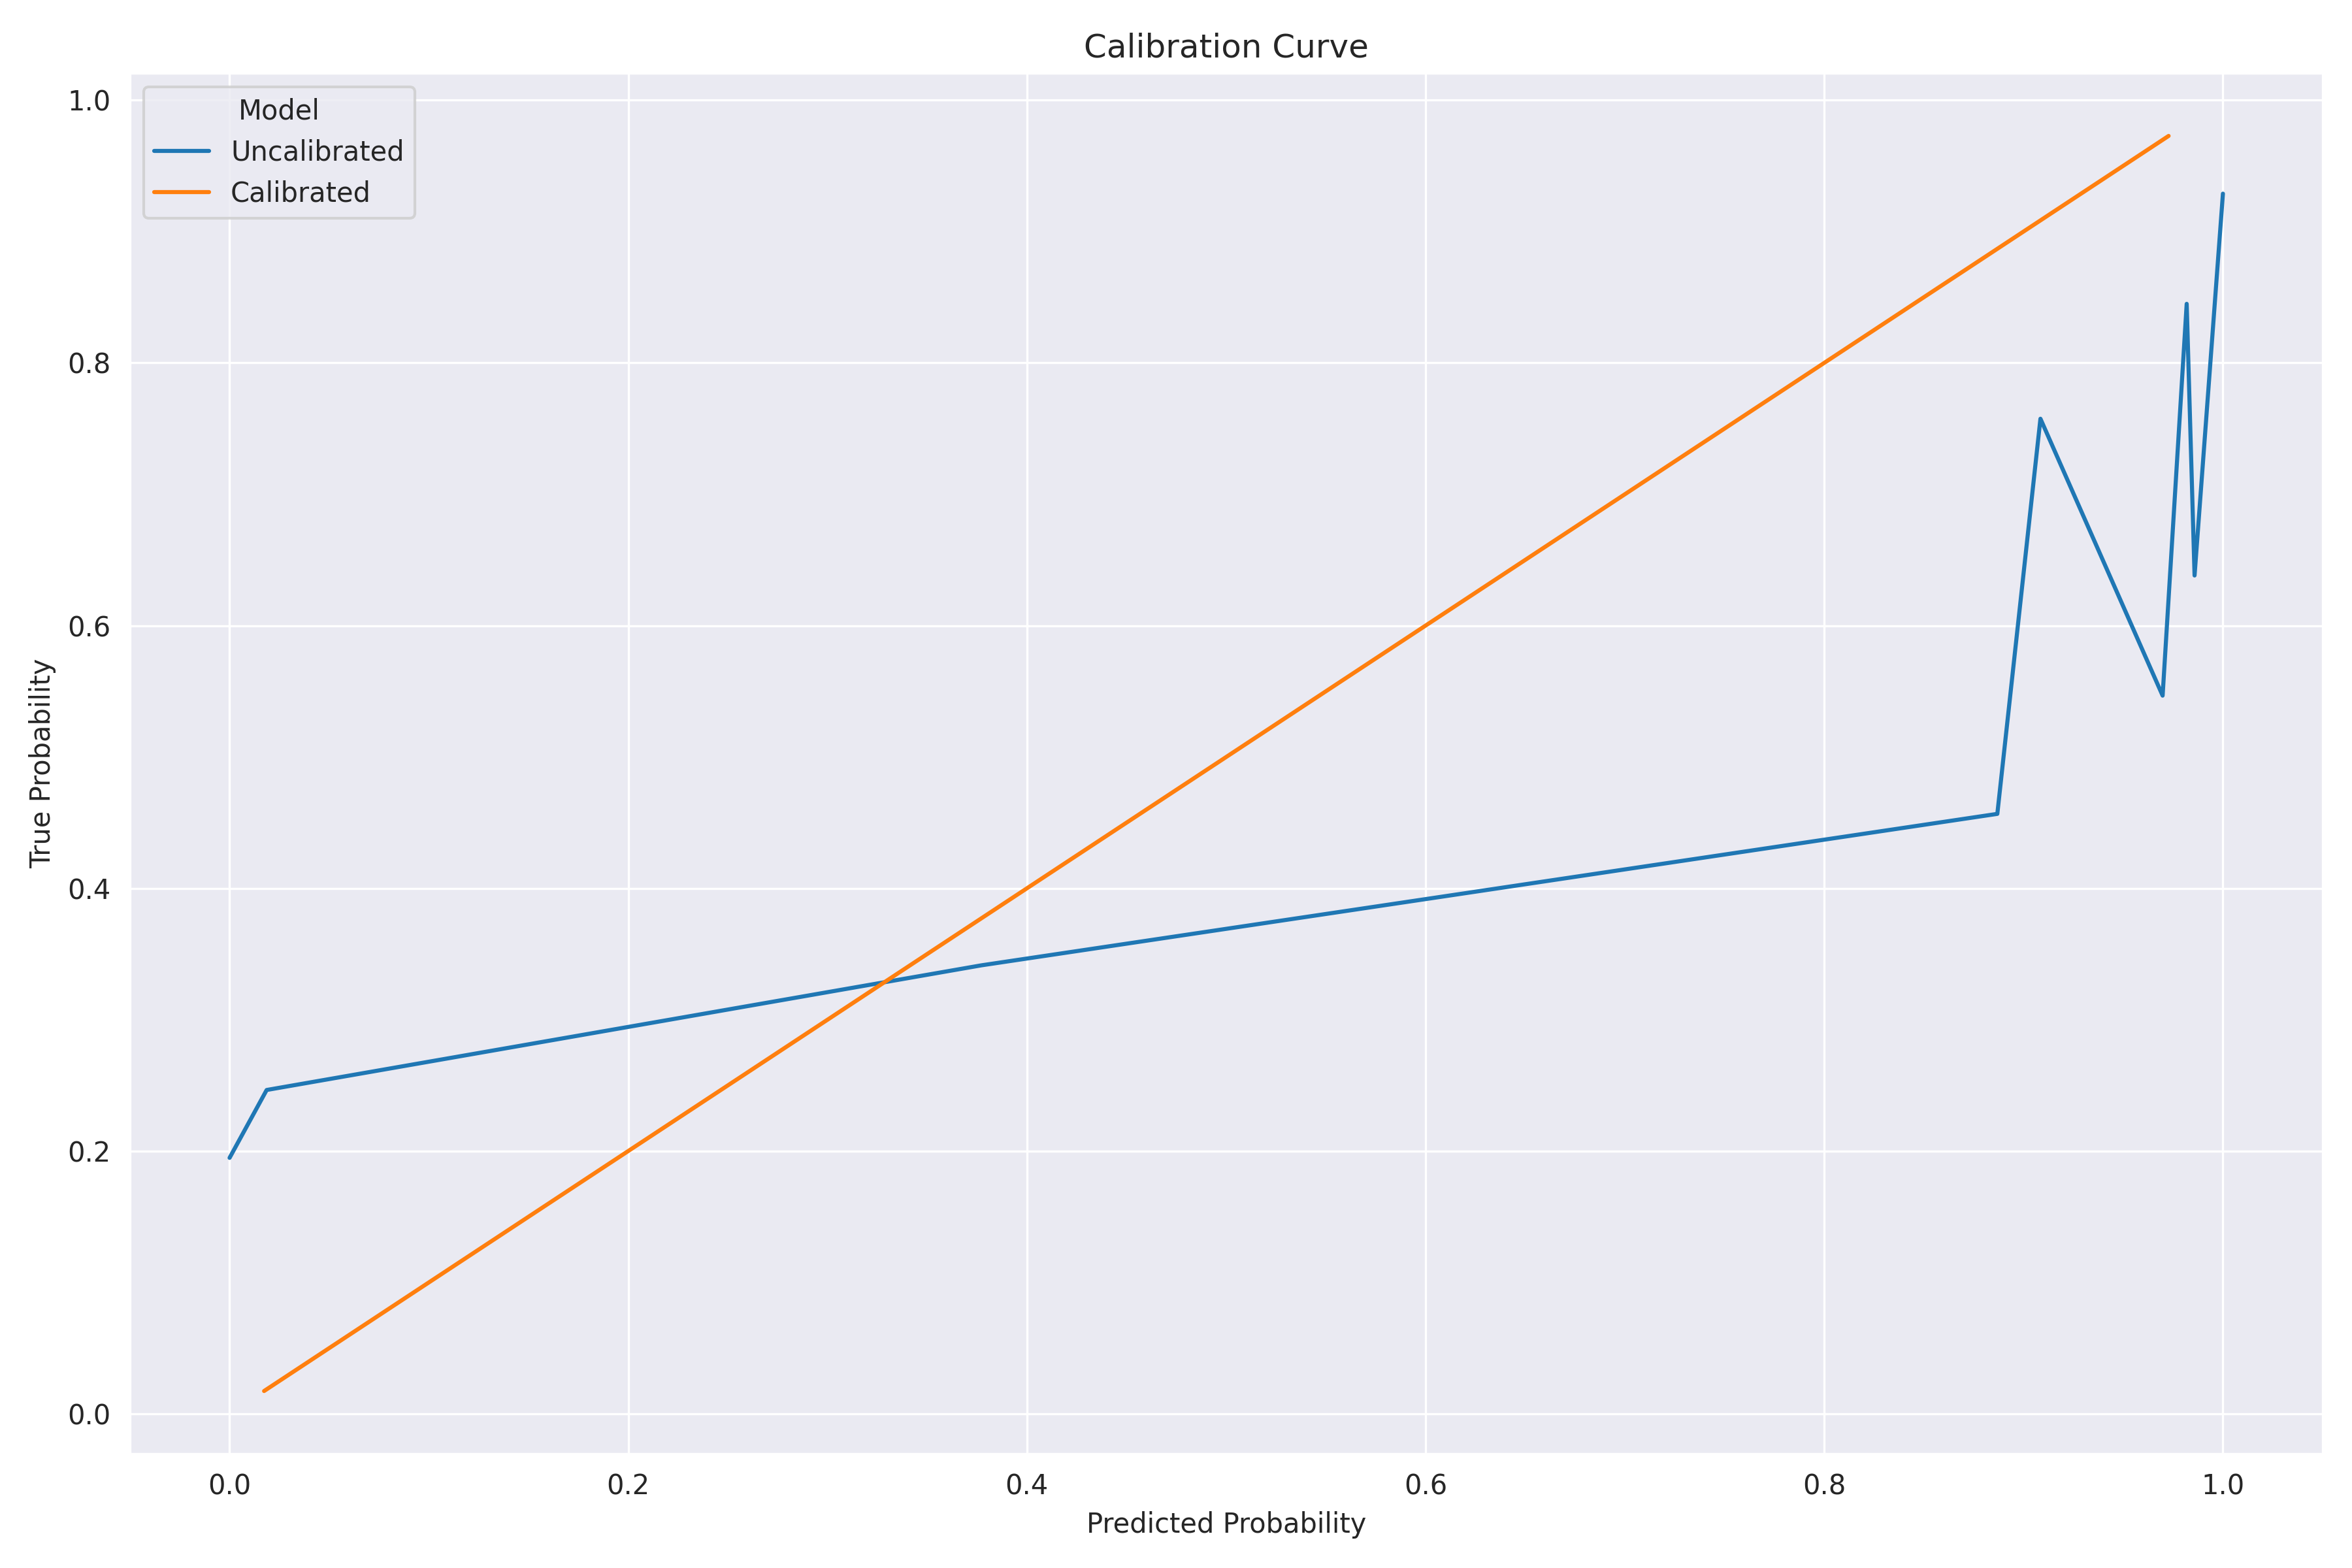 Calibration Curve
Model
Uncalibrated
Calibrated
1.0
0.8
0.6
0.4
0.2
0.0
True Probability
0.0 0.2 0.4 0.6 0.8 1.0
Predicted Probability